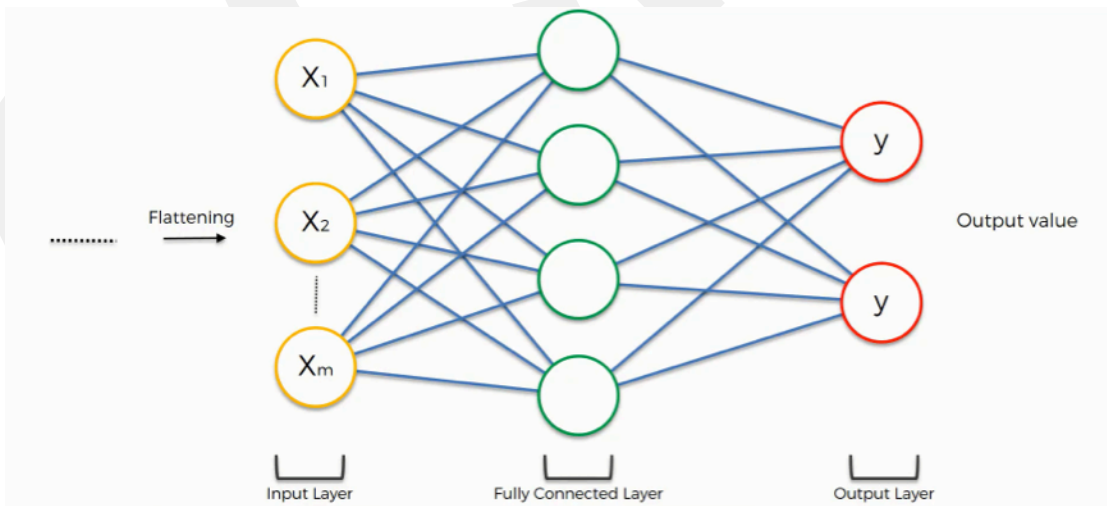 X₁
Flattening
X₂
Xₘ
y
y
Output value
Input Layer
Fully Connected Layer
Output Layer